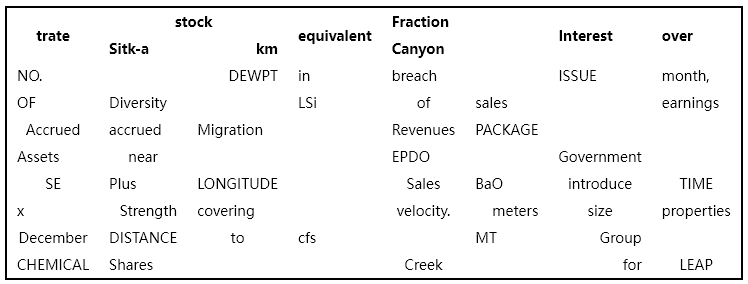 trate stock equivalent Fraction Interest over
Sitk-a km Canyon
NO. DEWPT in breach ISSUE month,
OF Diversity LSi of sales earnings
Accrued accrued Migration Revenues PACKAGE
Assets near EPDO Government
SE Plus LONGITUDE Sales BaO introduce TIME
x Strength covering velocity. meters size properties
December DISTANCE to cfs MT Group
CHEMICAL Shares Creek for LEAP